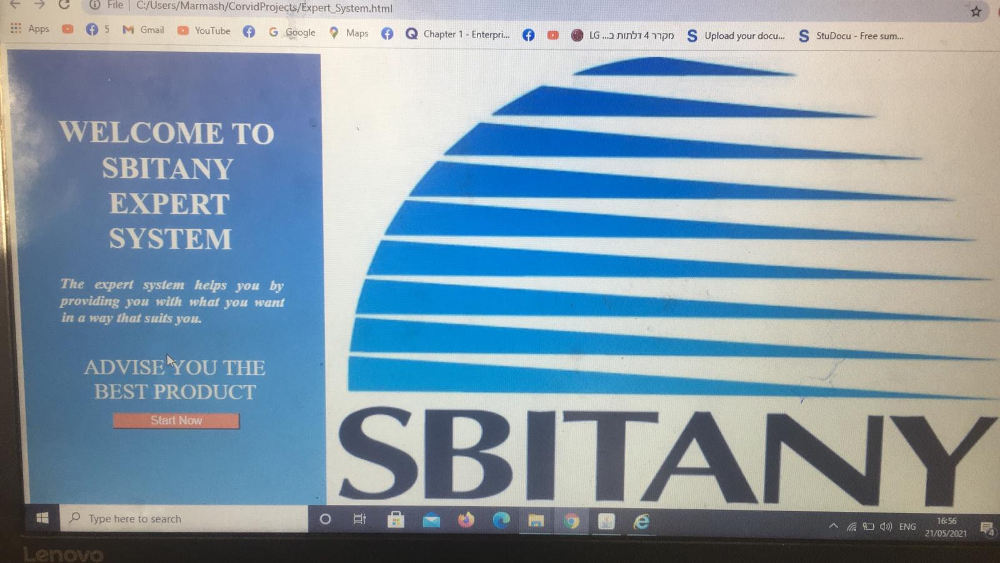 File | C:/Users/Marmash/CorvidProjects/Expert_System.html
Apps 5 Gmail YouTube Google Maps Chapter 1 - Enterpri... LG ...מקרר 4 דלתות ב Upload your docu... StuDocu - Free sum...
WELCOME TO
SBITANY
EXPERT
SYSTEM
The expert system helps you by
providing you with what you want
in a way that suits you.
ADVISE YOU THE
BEST PRODUCT
Start Now
SBITANY
Type here to search
ENG
16:56
21/05/2021
4
Lenovo